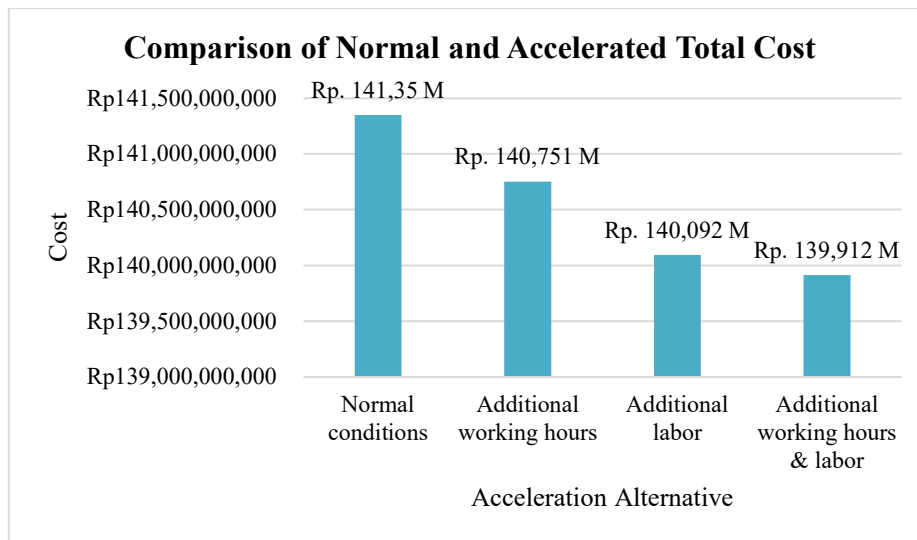 Comparison of Normal and Accelerated Total Cost
Rp141,500,000,000
Rp141,000,000,000
Rp140,500,000,000
Rp140,000,000,000
Rp139,500,000,000
Rp139,000,000,000
Cost
Rp. 141,35 M
Rp. 140,751 M
Rp. 140,092 M
Rp. 139,912 M
Normal
conditions
Additional
working hours
Additional
labor
Additional
working hours
& labor
Acceleration Alternative